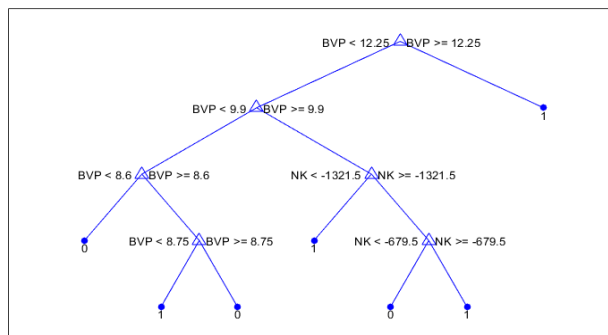 BVP < 12.25 BVP >= 12.25
BVP < 9.9 BVP >= 9.9
1
BVP < 8.6 BVP >= 8.6 NK < -1321.5 NK >= -1321.5
0 BVP < 8.75 BVP >= 8.75 1 NK < -679.5 NK >= -679.5
1 0 0 1